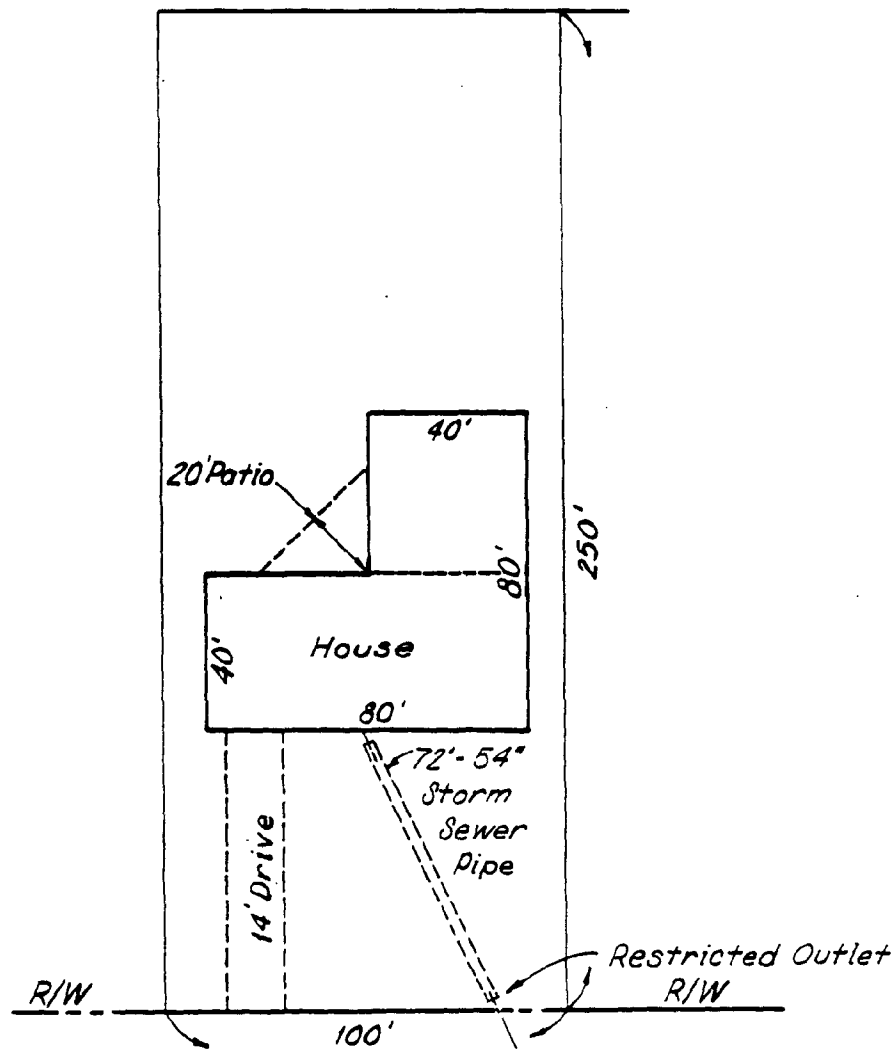 40'
20' Patio
250'
80'
40'
House
80'
72'-54"
Storm
Sewer
Pipe
14' Drive
Restricted Outlet
R/W
R/W
100'